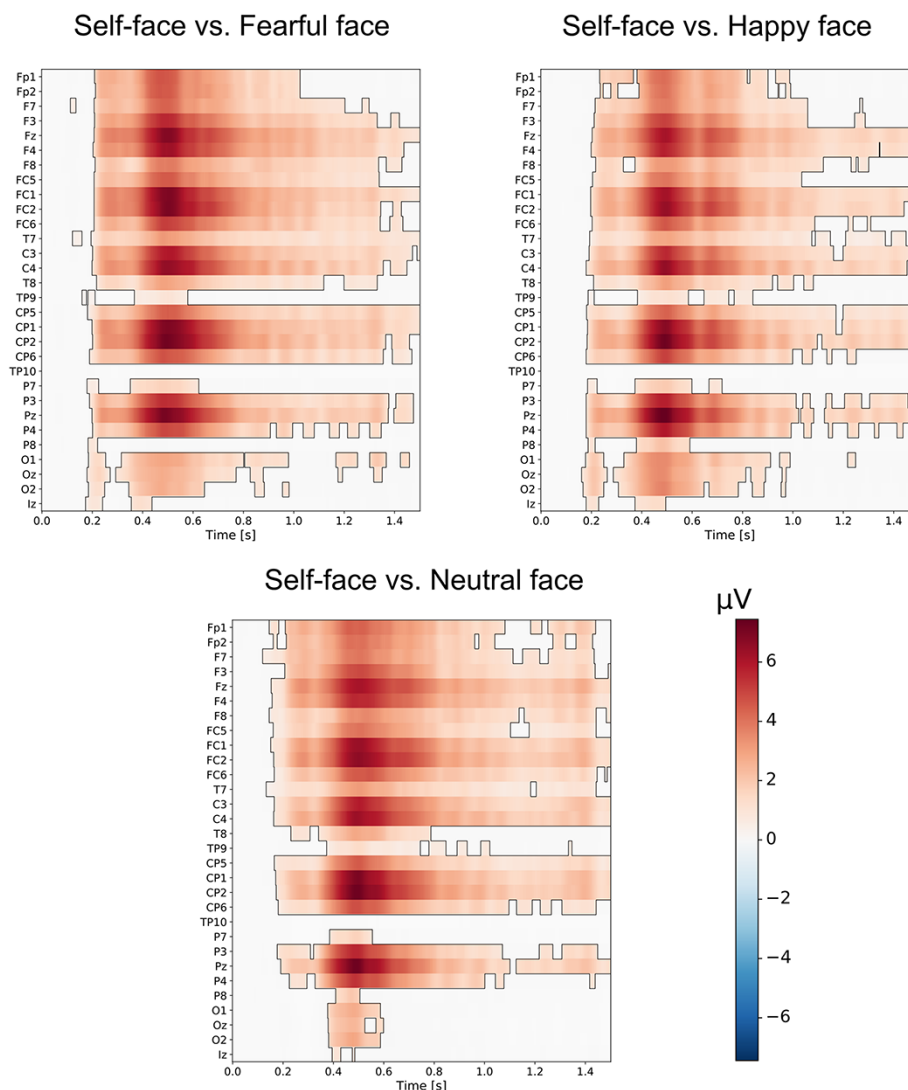 Self-face vs. Fearful face
Fp1
Fp2
F7
F3
Fz
F4
F8
FC5
FC1
FC2
FC6
T7
C3
C4
T8
TP9
CP5
CP1
CP2
CP6
TP10
P7
P3
Pz
P4
P8
O1
Oz
O2
Iz
0.0 0.2 0.4 0.6 0.8 1.0 1.2 1.4
Time [s]
Self-face vs. Happy face
Fp1
Fp2
F7
F3
Fz
F4
F8
FC5
FC1
FC2
FC6
T7
C3
C4
T8
TP9
CP5
CP1
CP2
CP6
TP10
P7
P3
Pz
P4
P8
O1
Oz
O2
Iz
0.0 0.2 0.4 0.6 0.8 1.0 1.2 1.4
Time [s]
Self-face vs. Neutral face
Fp1
Fp2
F7
F3
Fz
F4
F8
FC5
FC1
FC2
FC6
T7
C3
C4
T8
TP9
CP5
CP1
CP2
CP6
TP10
P7
P3
Pz
P4
P8
O1
Oz
O2
Iz
0.0 0.2 0.4 0.6 0.8 1.0 1.2 1.4
Time [s]
μV
6
4
2
0
−2
−4
−6